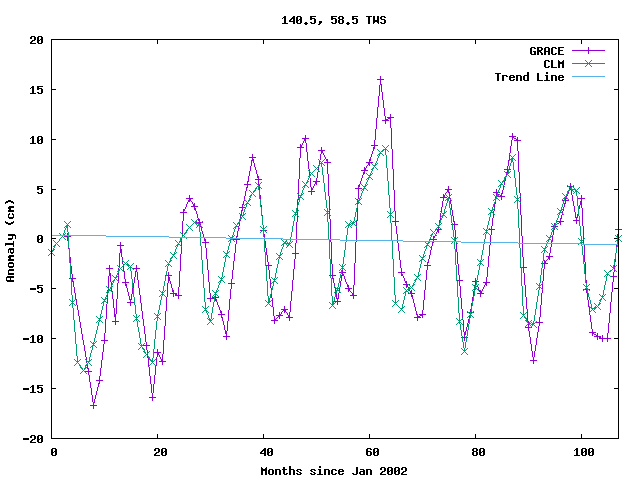 140.5, 58.5 TWS
GRACE
CLM
Trend Line
20
15
10
5
0
-5
-10
-15
-20
Anomaly (cm)
0 20 40 60 80 100
Months since Jan 2002